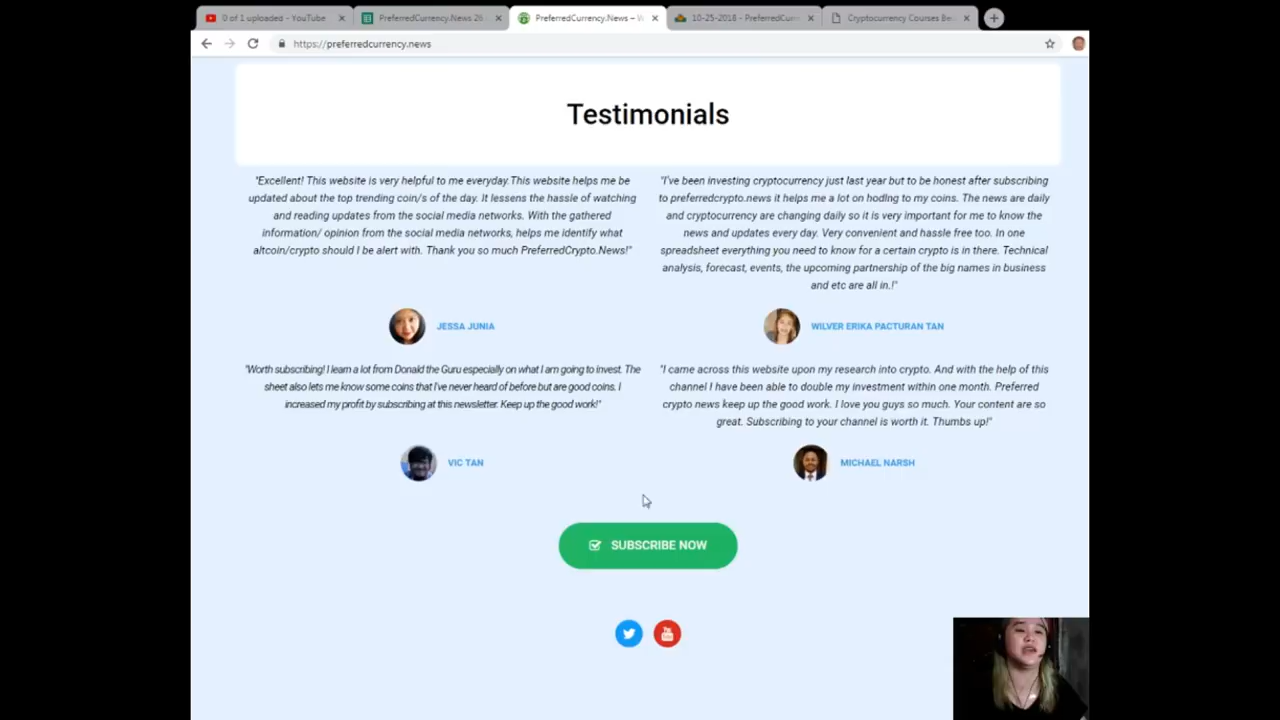 0 of 1 uploaded - YouTube
PreferredCurrency.News 26
PreferredCurrency.News – V
10-25-2018 - PreferredCurr
Cryptocurrency Courses Be
https://preferredcurrency.news
Testimonials
"Excellent! This website is very helpful to me everyday.This website helps me be
updated about the top trending coin/s of the day. It lessens the hassle of watching
and reading updates from the social media networks. With the gathered
information/ opinion from the social media networks, helps me identify what
altcoin/crypto should I be alert with. Thank you so much PreferredCrypto.News!"
JESSA JUNIA
"I've been investing cryptocurrency just last year but to be honest after subscribing
to preferredcrypto.news it helps me a lot on hodlng to my coins. The news are daily
and cryptocurrency are changing daily so it is very important for me to know the
news and updates every day. Very convenient and hassle free too. In one
spreadsheet everything you need to know for a certain crypto is in there. Technical
analysis, forecast, events, the upcoming partnership of the big names in business
and etc are all in.!"
WILVER ERIKA PACTURAN TAN
"Worth subscribing! I learn a lot from Donald the Guru especially on what I am going to invest. The
sheet also lets me know some coins that I've never heard of before but are good coins. I
increased my profit by subscribing at this newsletter. Keep up the good work!"
VIC TAN
"I came across this website upon my research into crypto. And with the help of this
channel I have been able to double my investment within one month. Preferred
crypto news keep up the good work. I love you guys so much. Your content are so
great. Subscribing to your channel is worth it. Thumbs up!"
MICHAEL NARSH
SUBSCRIBE NOW